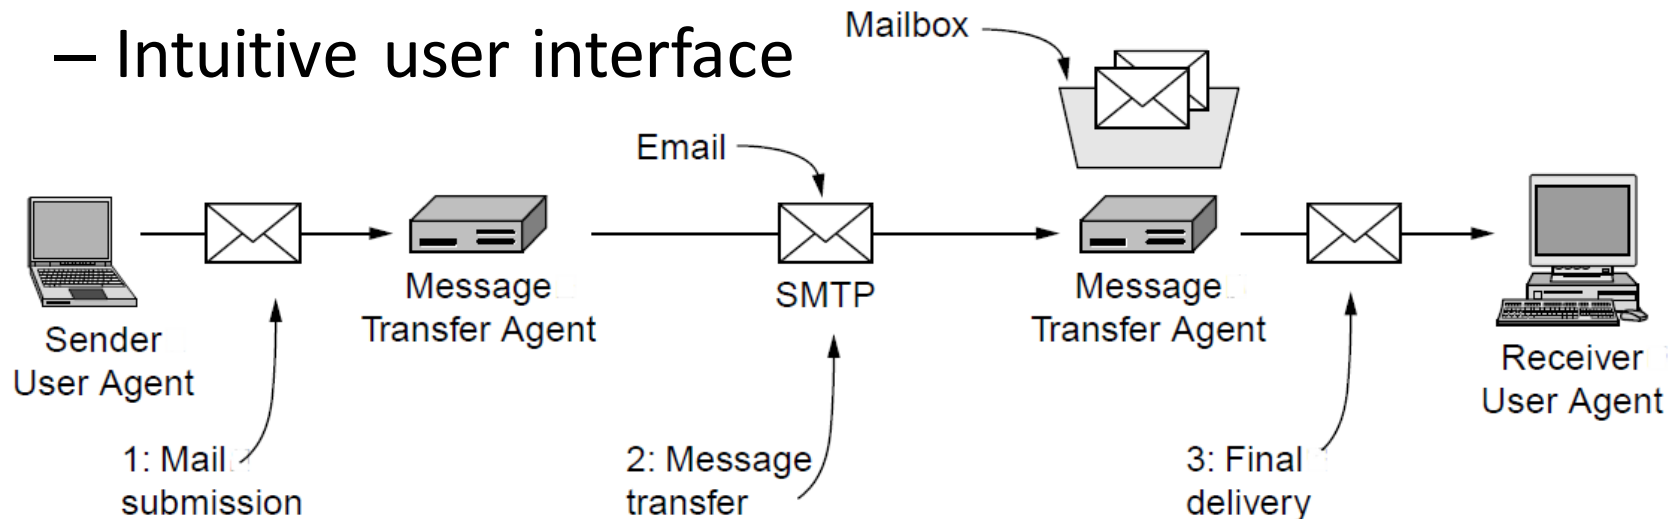 – Intuitive user interface
Mailbox
Email
Sender
User Agent
Message
Transfer Agent
SMTP
Message
Transfer Agent
Receiver
User Agent
1: Mail
submission
2: Message
transfer
3: Final
delivery